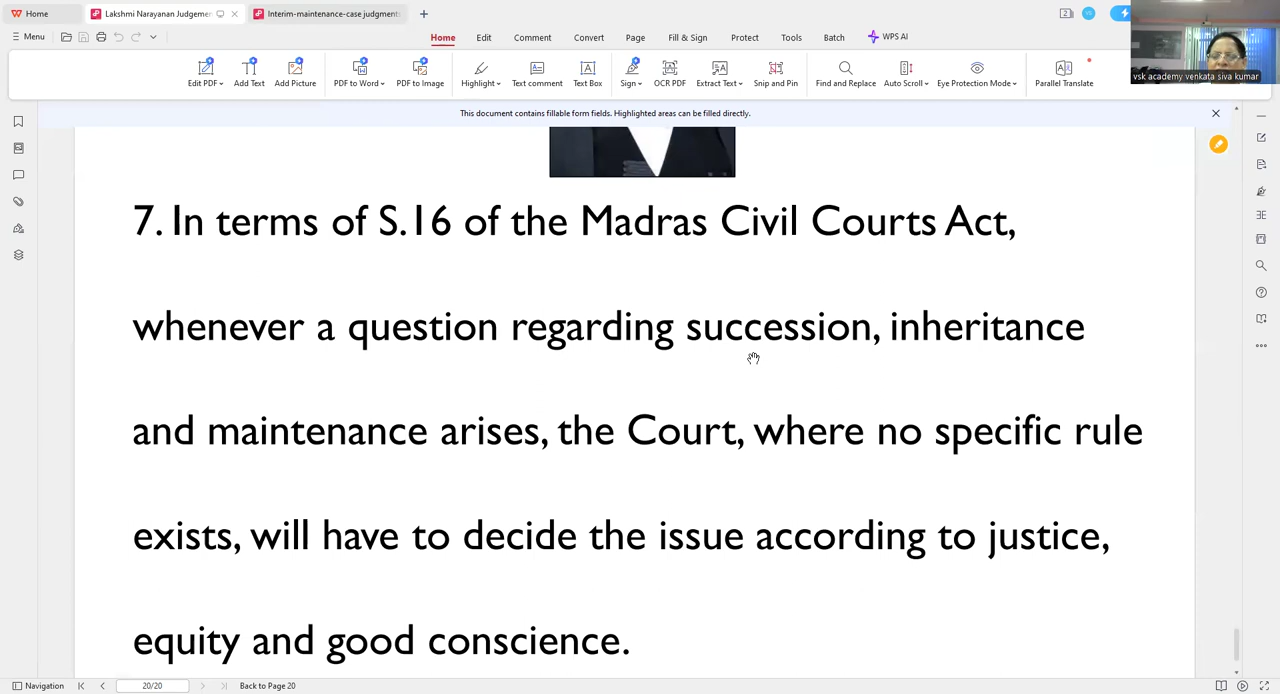 Home
Lakshmi Narayanan Judgemen
Interim-maintenance-case judgments
2
VS
Menu
Home Edit Comment Convert Page Fill & Sign Protect Tools Batch WPS AI
Edit PDF Add Text Add Picture PDF to Word PDF to Image Highlight Text comment Text Box Sign OCR PDF Extract Text Snip and Pin Find and Replace Auto Scroll Eye Protection Mode Parallel Translate
vsk academy venkata siva kumar
This document contains fillable form fields. Highlighted areas can be filled directly.
7. In terms of S.16 of the Madras Civil Courts Act,
whenever a question regarding succession, inheritance
and maintenance arises, the Court, where no specific rule
exists, will have to decide the issue according to justice,
equity and good conscience.
Navigation 20/20 Back to Page 20